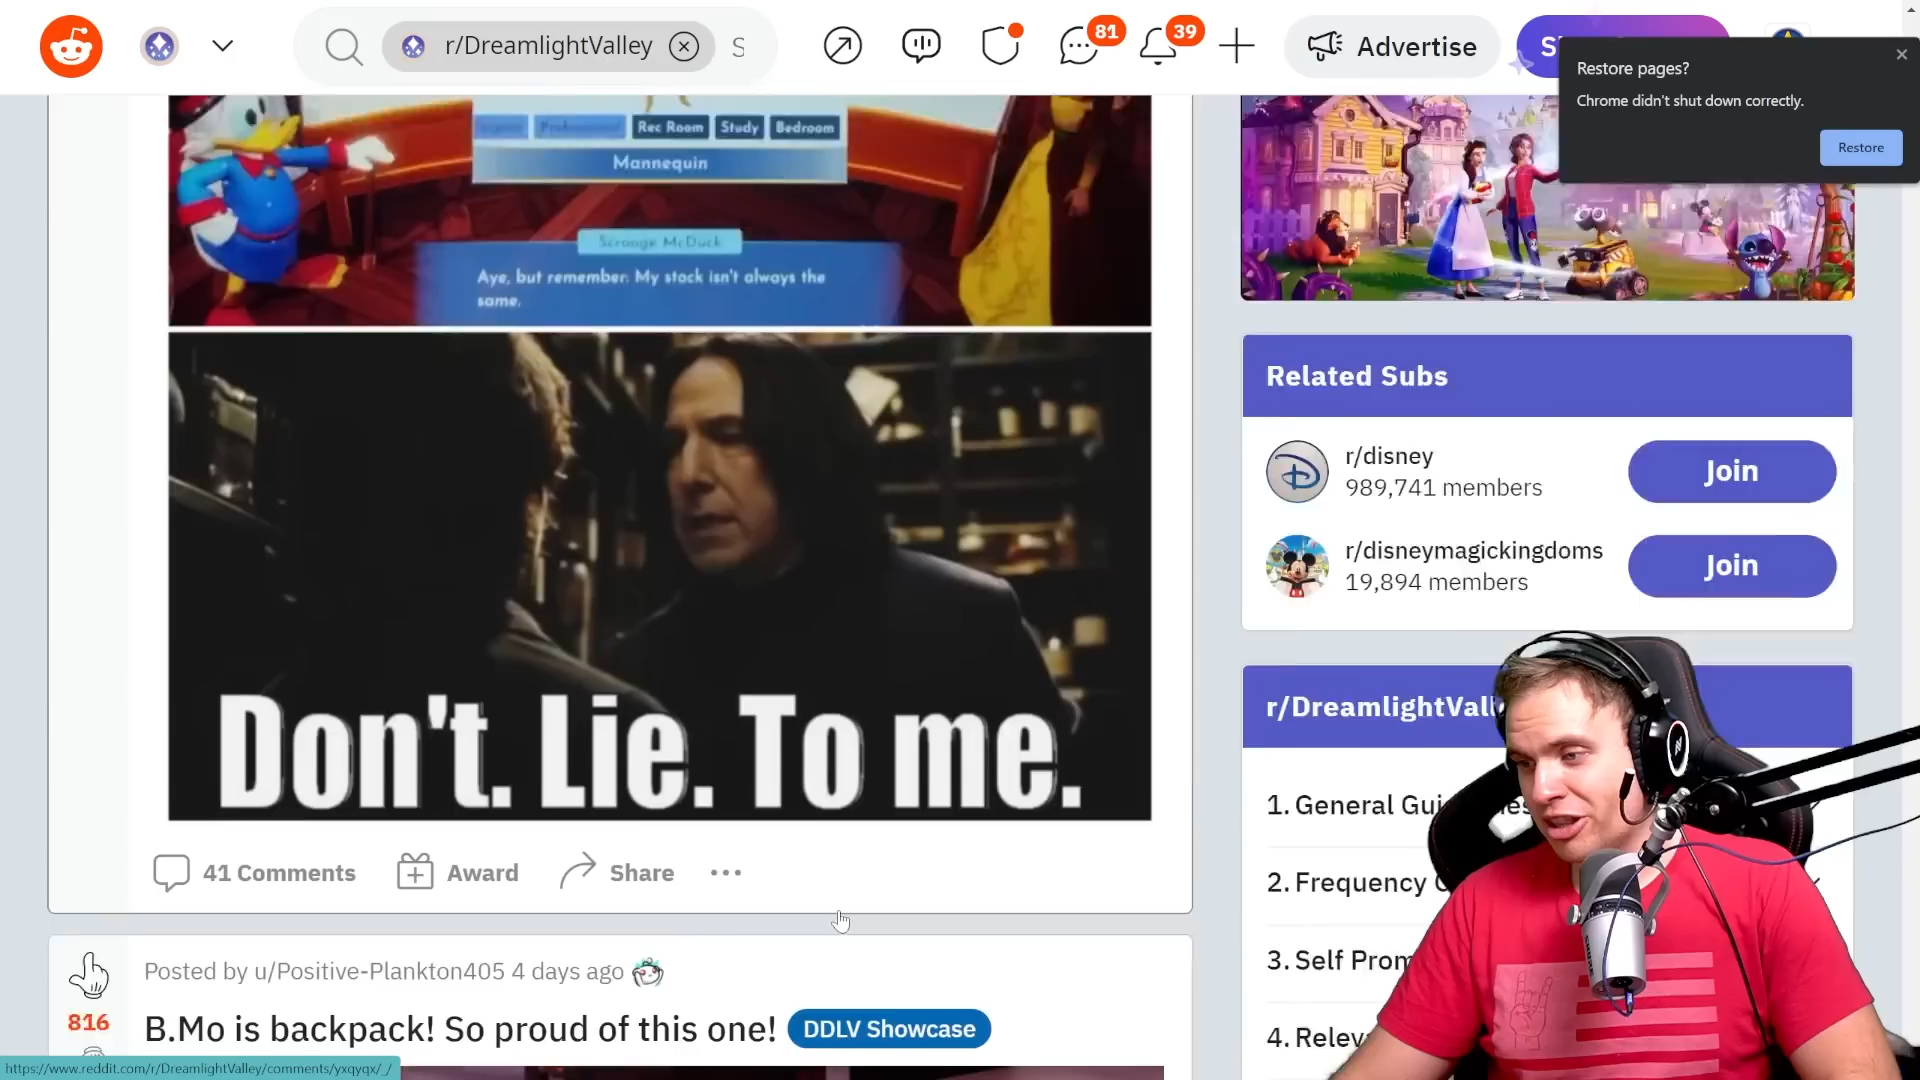 r/DreamlightValley
S
81
39
Advertise
Restore pages?
Chrome didn't shut down correctly.
Restore
Rec Room
Study
Bedroom
Mannequin
Scrooge McDuck
Aye, but remember: My stock isn't always the
same.
Don't. Lie. To me.
41 Comments
Award
Share
Posted by u/Positive-Plankton405 4 days ago
816
B.Mo is backpack! So proud of this one!
DDLV Showcase
https://www.reddit.com/r/DreamlightValley/comments/yxqyqx/_/
Related Subs
r/disney
989,741 members
Join
r/disneymagickingdoms
19,894 members
Join
1. General
2. Frequency
3. Self
4.